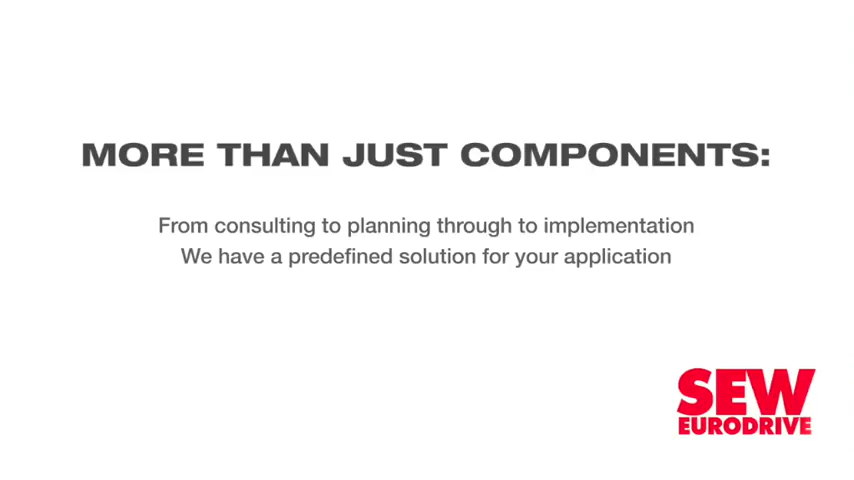 MORE THAN JUST COMPONENTS:
From consulting to planning through to implementation
We have a predefined solution for your application
SEW
EURODRIVE